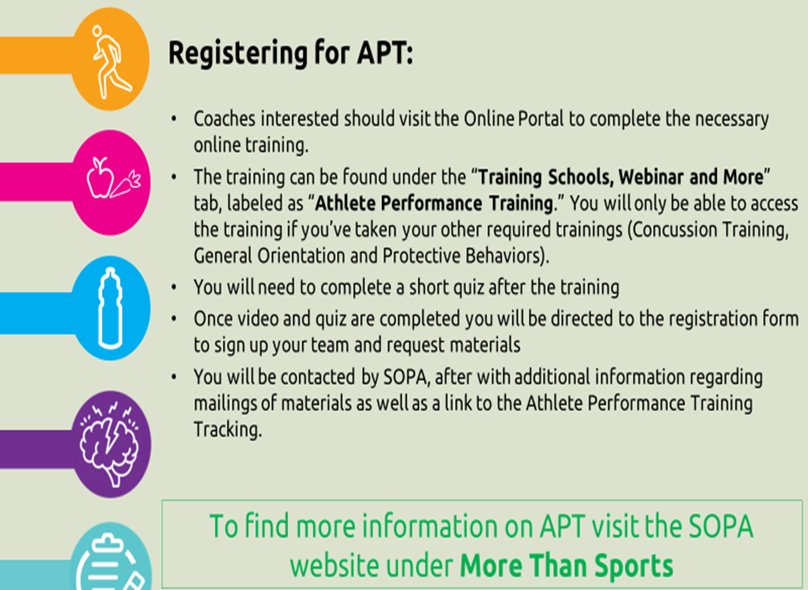 Registering for APT:
• Coaches interested should visit the Online Portal to complete the necessary
online training.
• The training can be found under the “Training Schools, Webinar and More”
tab, labeled as “Athlete Performance Training.” You will only be able to access
the training if you’ve taken your other required trainings (Concussion Training,
General Orientation and Protective Behaviors).
• You will need to complete a short quiz after the training
• Once video and quiz are completed you will be directed to the registration form
to sign up your team and request materials
• You will be contacted by SOPA, after with additional information regarding
mailings of materials as well as a link to the Athlete Performance Training
Tracking.
To find more information on APT visit the SOPA
website under More Than Sports